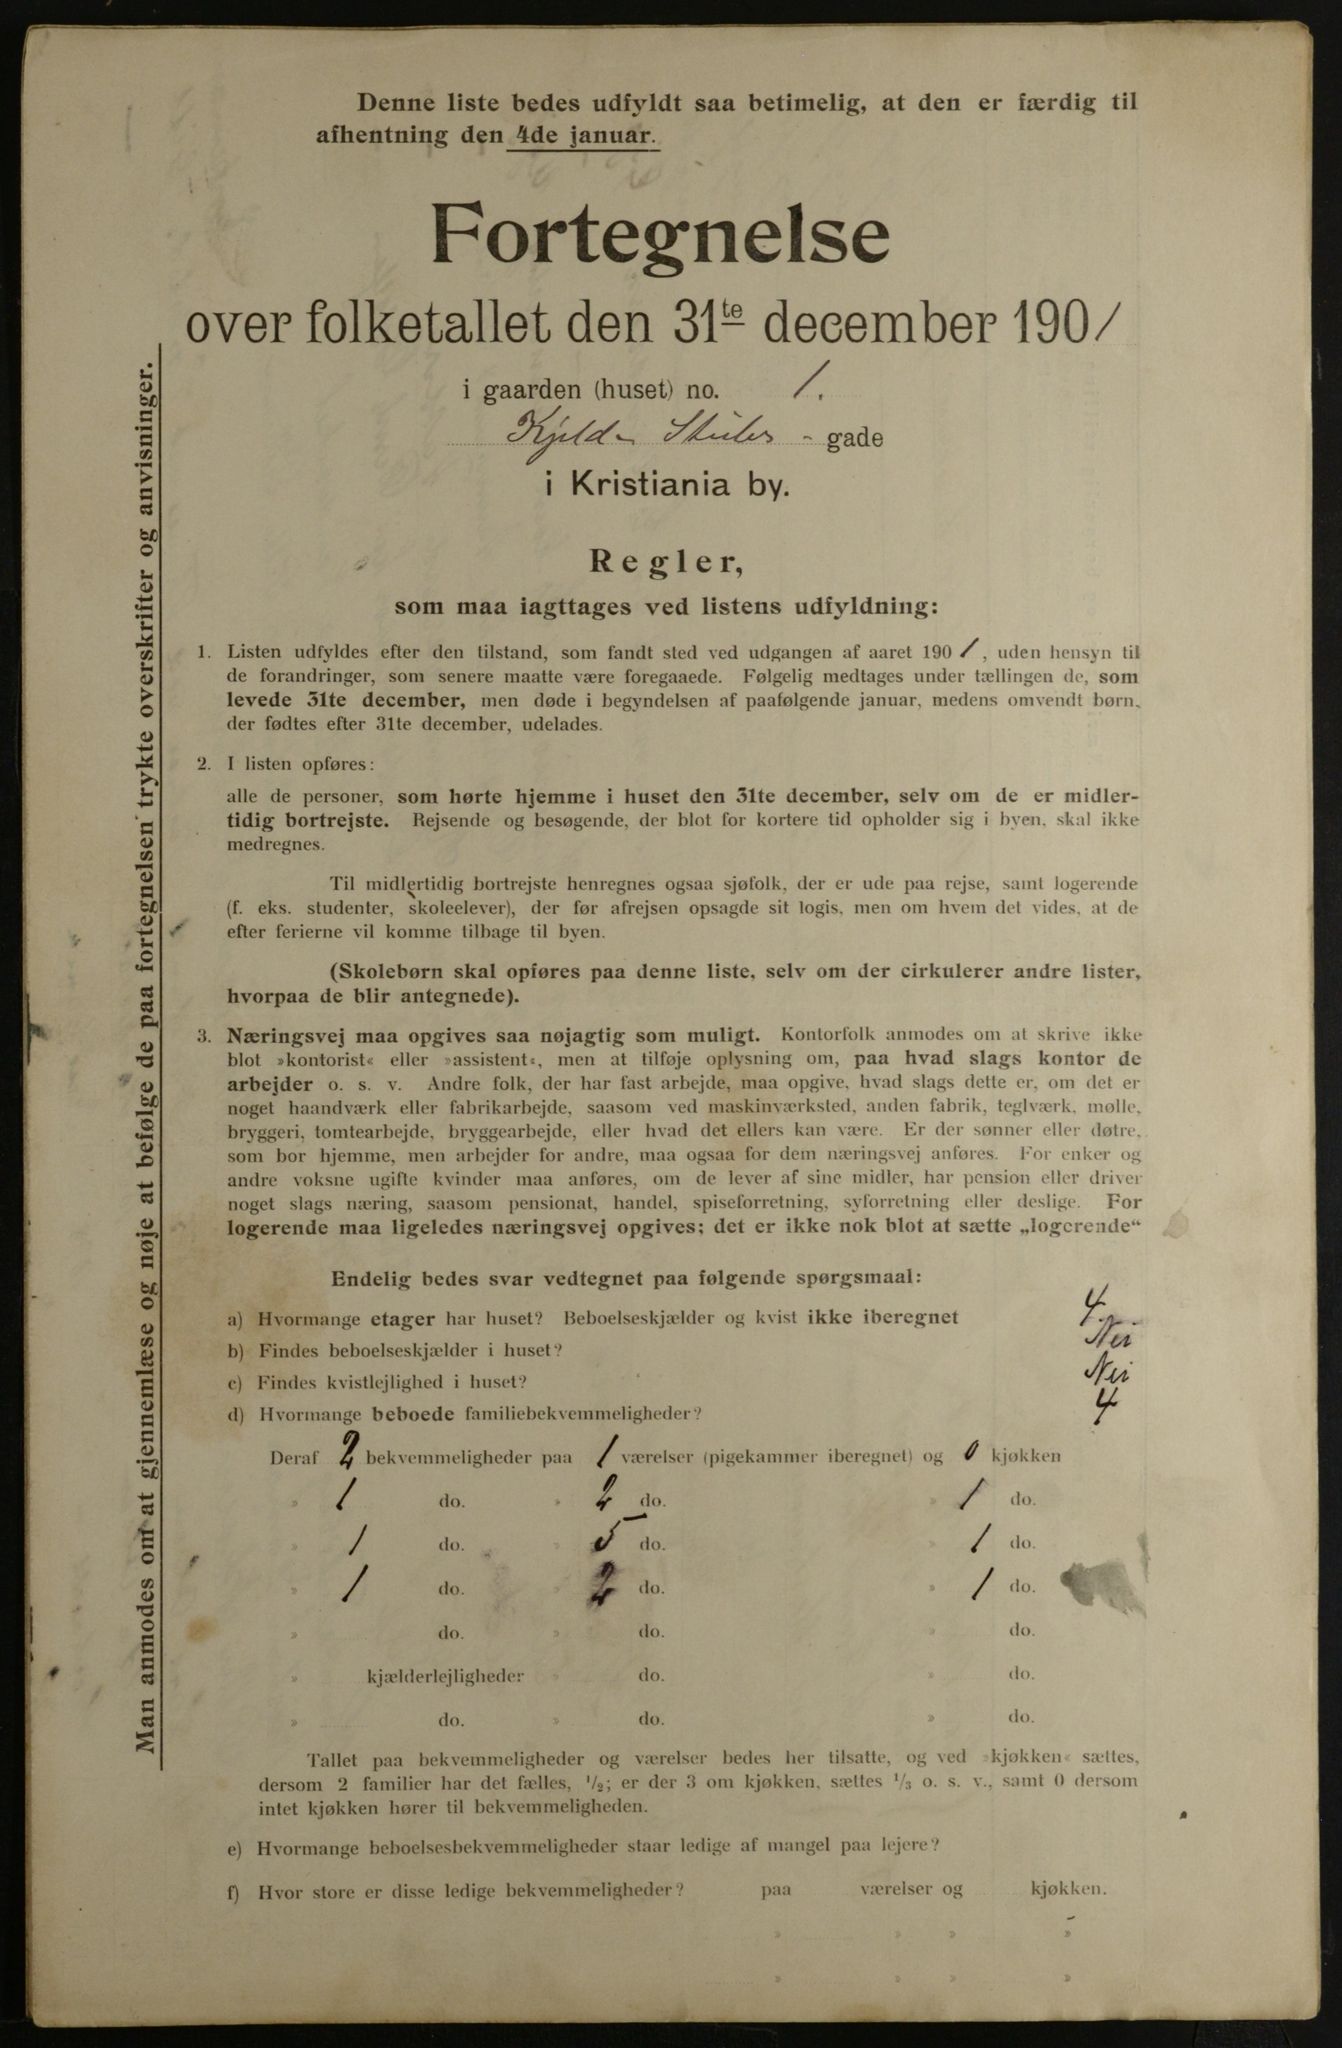 Denne liste bedes udfyldt saa betimelig, at den er færdig til
afhentning den 4de januar.
Fortegnelse
over folketallet den 31te december 1901
i gaarden (huset) no. 1.
Kjeld Stubs-gade
i Kristiania by.
Regler,
som maa iagttages ved listens udfyldning:
1. Listen udfyldes efter den tilstand, som fandt sted ved udgangen af aaret 1901, uden hensyn til
de forandringer, som senere maatte være foregaaede. Følgelig medtages under tællingen de, som
levede 31te december, men døde i begyndelsen af paafølgende januar, medens omvendt børn,
der fødtes efter 31te december, udelades.
2. I listen opføres:
alle de personer, som hørte hjemme i huset den 31te december, selv om de er midler-
tidig bortrejste. Rejsende og besøgende, der blot for kortere tid opholder sig i byen, skal ikke
medregnes.
Til midlertidig bortrejste henregnes ogsaa sjøfolk, der er ude paa rejse, samt logerende
(f. eks. studenter, skoleelever), der før afrejsen opsagde sit logis, men om hvem det vides, at de
efter ferierne vil komme tilbage til byen.
(Skolebørn skal opføres paa denne liste, selv om der cirkulerer andre lister,
hvorpaa de blir antegnede).
3. Næringsvej maa opgives saa nøjagtig som muligt. Kontorfolk anmodes om at skrive ikke
blot »kontorist« eller »assistent«, men at tilføje oplysning om, paa hvad slags kontor de
arbejder o. s. v. Andre folk, der har fast arbejde, maa opgive, hvad slags dette er, om det er
noget haandværk eller fabrikarbejde, saasom ved maskinværksted, anden fabrik, teglværk, mølle,
bryggeri, tomtearbejde, bryggearbejde, eller hvad det ellers kan være. Er der sønner eller døtre,
som bor hjemme, men arbejder for andre, maa ogsaa for dem næringsvej anføres. For enker og
andre voksne ugifte kvinder maa anføres, om de lever af sine midler, har pension eller driver
noget slags næring, saasom pensionat, handel, spiseforretning, syforretning eller deslige. For
logerende maa ligeledes næringsvej opgives; det er ikke nok blot at sætte „logerende“
Endelig bedes svar vedtegnet paa følgende spørgsmaal:
a) Hvormange etager har huset? Beboelseskjælder og kvist ikke iberegnet 4.
b) Findes beboelseskjælder i huset? Nei
c) Findes kvistlejlighed i huset? Nei
d) Hvormange beboede familiebekvemmeligheder? 4
Deraf 2 bekvemmeligheder paa 1 værelser (pigekammer iberegnet) og 0 kjøkken
» 1 do. » 2 do. » 1 do.
» 1 do. » 5 do. » 1 do.
» 1 do. » 2 do. » 1 do.
» do. » do. » do.
» kjælderlejligheder » do. » do.
» do. » do. » do.
Tallet paa bekvemmeligheder og værelser bedes her tilsatte, og ved »kjøkken« sættes,
dersom 2 familier har det fælles, 1/2; er der 3 om kjøkken, sættes 1/3 o. s. v., samt 0 dersom
intet kjøkken hører til bekvemmeligheden.
e) Hvormange beboelsesbekvemmeligheder staar ledige af mangel paa lejere?
f) Hvor store er disse ledige bekvemmeligheder? paa værelser og kjøkken.
» » »
» » »
Man anmodes om at gjennemlæse og nøje at befølge de paa fortegnelsen trykte overskrifter og anvisninger.